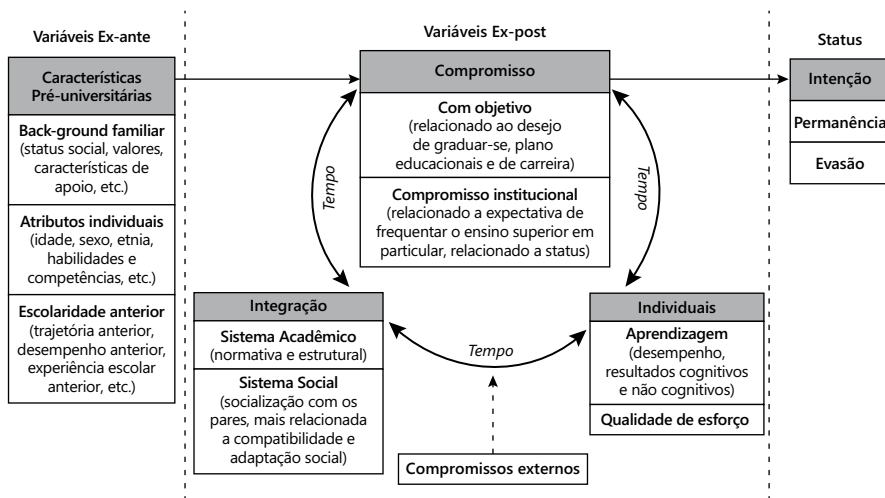 Variáveis Ex-ante
Características
Pré-universitárias
Back-ground familiar
(status social, valores,
características de
apoio, etc.)
Atributos individuais
(idade, sexo, etnia,
habilidades e
competências, etc.)
Escolaridade anterior
(trajetória anterior,
desempenho anterior,
experiência escolar
anterior, etc.)
Variáveis Ex-post
Compromisso
Com objetivo
(relacionado ao desejo
de graduar-se, plano
educacionais e de carreira)
Compromisso institucional
(relacionado a expectativa de
frequentar o ensino superior em
particular, relacionado a status)
Tempo
Tempo
Integração
Sistema Acadêmico
(normativa e estrutural)
Sistema Social
(socialização com os
pares, mais relacionada
a compatibilidade e
adaptação social)
Tempo
Compromissos externos
Individuais
Aprendizagem
(desempenho,
resultados cognitivos
e não cognitivos)
Qualidade de esforço
Status
Intenção
Permanência
Evasão